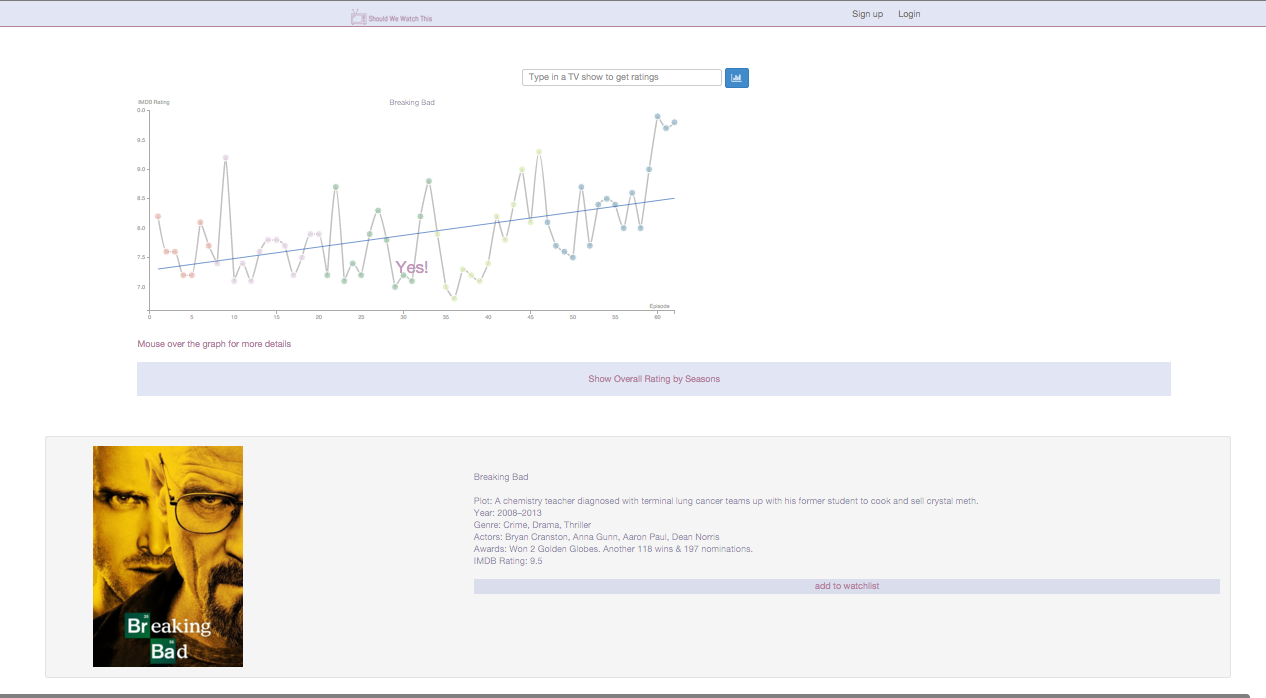 Should We Watch This
Sign up
Login
Type in a TV show to get ratings
IMDB Rating
Breaking Bad
0.0
9.5
9.0
8.5
8.0
7.5
7.0
Yes!
Episode
0 5 10 15 20 25 30 35 40 45 50 55 60
Mouse over the graph for more details
Show Overall Rating by Seasons
Breaking Bad
Plot: A chemistry teacher diagnosed with terminal lung cancer teams up with his former student to cook and sell crystal meth.
Year: 2008–2013
Genre: Crime, Drama, Thriller
Actors: Bryan Cranston, Anna Gunn, Aaron Paul, Dean Norris
Awards: Won 2 Golden Globes. Another 118 wins & 197 nominations.
IMDB Rating: 9.5
add to watchlist
Breaking
Bad